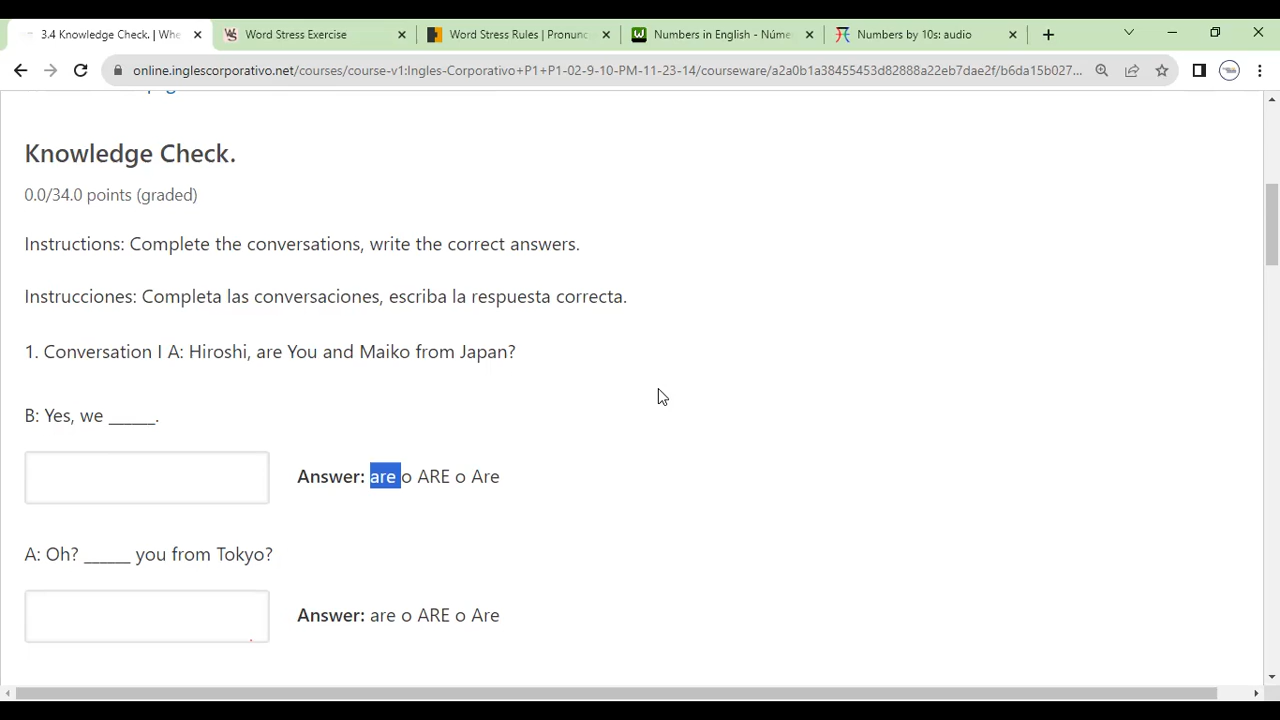 3.4 Knowledge Check. | Whe
Word Stress Exercise
Word Stress Rules | Pronunc
Numbers in English - Núme
Numbers by 10s: audio
online.inglescorporativo.net/courses/course-v1:Ingles-Corporativo+P1+P1-02-9-10-PM-11-23-14/courseware/a2a0b1a38455453d82888a22eb7dae2f/b6da15b027...
Knowledge Check.
0.0/34.0 points (graded)
Instructions: Complete the conversations, write the correct answers.
Instrucciones: Completa las conversaciones, escriba la respuesta correcta.
1. Conversation I A: Hiroshi, are You and Maiko from Japan?
B: Yes, we ______.
Answer: are o ARE o Are
A: Oh? ______ you from Tokyo?
Answer: are o ARE o Are